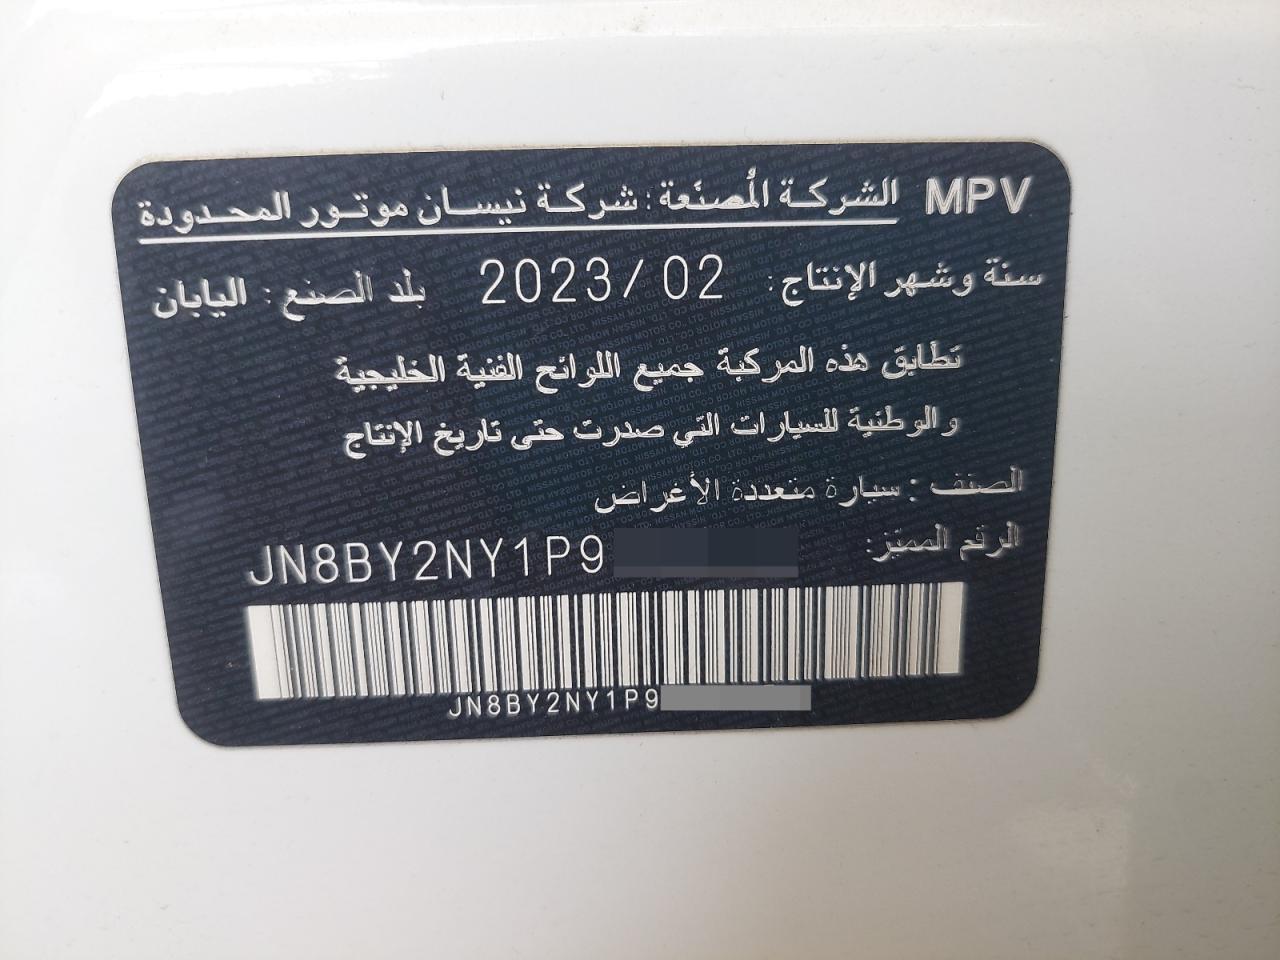 MPV الشركة المُصنّعة : شركة نيسان موتور المحدودة
سنة وشهر الإنتاج: 2023/02 بلد الصنع : اليابان
تطابق هذه المركبة جميع اللوائح الفنية الخليجية
والوطنية للسيارات التي صدرت حتى تاريخ الإنتاج
الصنف : سيارة متعددة الأغراض
الرقم المميّز: JN8BY2NY1P9
JN8BY2NY1P9